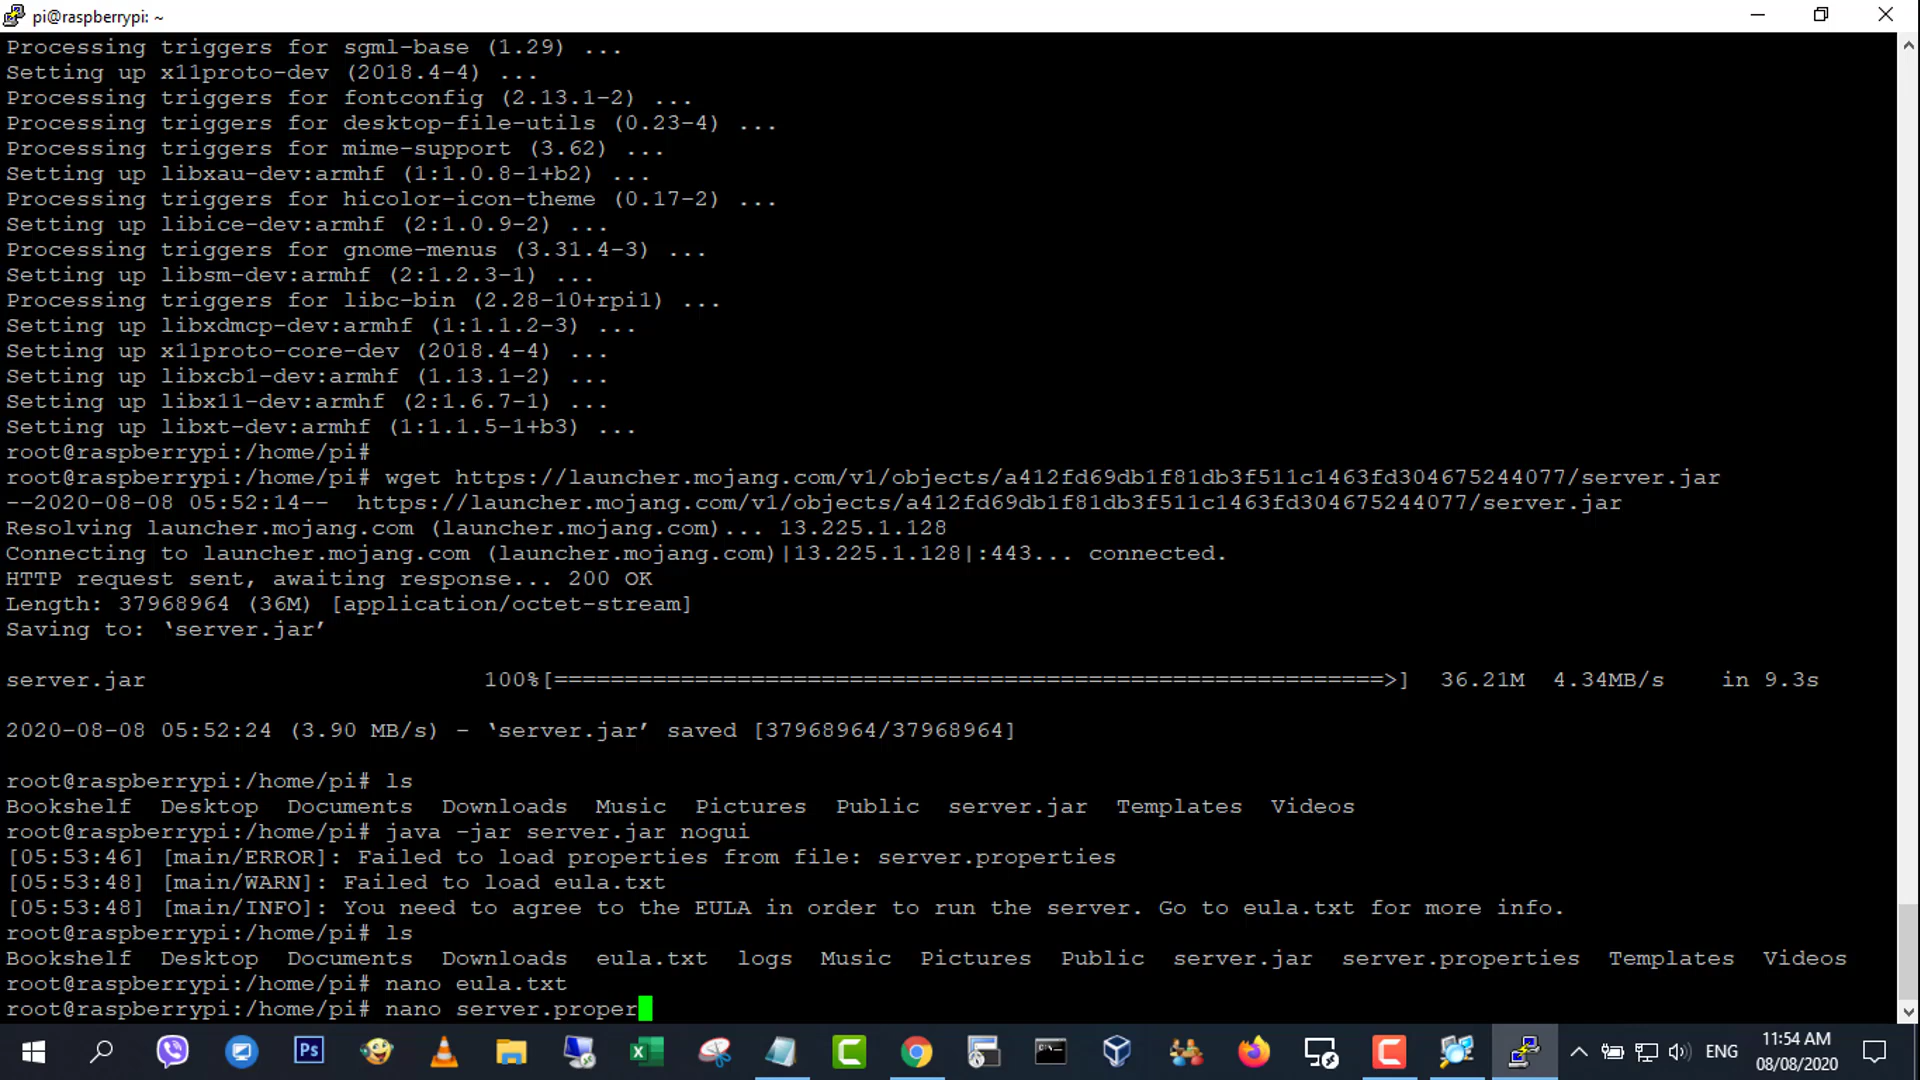 pi@raspberrypi: ~
Processing triggers for sgml-base (1.29) ...
Setting up x11proto-dev (2018.4-4) ...
Processing triggers for fontconfig (2.13.1-2) ...
Processing triggers for desktop-file-utils (0.23-4) ...
Processing triggers for mime-support (3.62) ...
Setting up libxau-dev:armhf (1:1.0.8-1+b2) ...
Processing triggers for hicolor-icon-theme (0.17-2) ...
Setting up libice-dev:armhf (2:1.0.9-2) ...
Processing triggers for gnome-menus (3.31.4-3) ...
Setting up libsm-dev:armhf (2:1.2.3-1) ...
Processing triggers for libc-bin (2.28-10+rpi1) ...
Setting up libxdmcp-dev:armhf (1:1.1.2-3) ...
Setting up x11proto-core-dev (2018.4-4) ...
Setting up libxcb1-dev:armhf (1.13.1-2) ...
Setting up libx11-dev:armhf (2:1.6.7-1) ...
Setting up libxt-dev:armhf (1:1.1.5-1+b3) ...
root@raspberrypi:/home/pi#
root@raspberrypi:/home/pi# wget https://launcher.mojang.com/v1/objects/a412fd69db1f81db3f511c1463fd304675244077/server.jar
--2020-08-08 05:52:14--  https://launcher.mojang.com/v1/objects/a412fd69db1f81db3f511c1463fd304675244077/server.jar
Resolving launcher.mojang.com (launcher.mojang.com)... 13.225.1.128
Connecting to launcher.mojang.com (launcher.mojang.com)|13.225.1.128|:443... connected.
HTTP request sent, awaiting response... 200 OK
Length: 37968964 (36M) [application/octet-stream]
Saving to: ‘server.jar’
server.jar 100%[===========================================================>] 36.21M 4.34MB/s in 9.3s
2020-08-08 05:52:24 (3.90 MB/s) - ‘server.jar’ saved [37968964/37968964]
root@raspberrypi:/home/pi# ls
Bookshelf Desktop Documents Downloads Music Pictures Public server.jar Templates Videos
root@raspberrypi:/home/pi# java -jar server.jar nogui
[05:53:46] [main/ERROR]: Failed to load properties from file: server.properties
[05:53:48] [main/WARN]: Failed to load eula.txt
[05:53:48] [main/INFO]: You need to agree to the EULA in order to run the server. Go to eula.txt for more info.
root@raspberrypi:/home/pi# ls
Bookshelf Desktop Documents Downloads eula.txt logs Music Pictures Public server.jar server.properties Templates Videos
root@raspberrypi:/home/pi# nano eula.txt
root@raspberrypi:/home/pi# nano server.proper
Ps
ENG
11:54 AM
08/08/2020